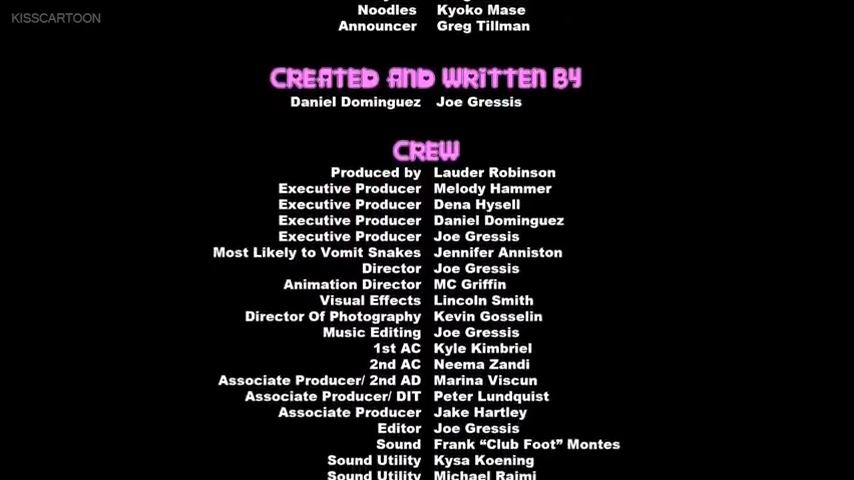 KISSCARTOON
Noodles Kyoko Mase
Announcer Greg Tillman
CREATED AND WRITTEN BY
Daniel Dominguez Joe Gressis
CREW
Produced by Lauder Robinson
Executive Producer Melody Hammer
Executive Producer Dena Hysell
Executive Producer Daniel Dominguez
Executive Producer Joe Gressis
Most Likely to Vomit Snakes Jennifer Anniston
Director Joe Gressis
Animation Director MC Griffin
Visual Effects Lincoln Smith
Director Of Photography Kevin Gosselin
Music Editing Joe Gressis
1st AC Kyle Kimbriel
2nd AC Neema Zandi
Associate Producer/ 2nd AD Marina Viscun
Associate Producer/ DIT Peter Lundquist
Associate Producer Jake Hartley
Editor Joe Gressis
Sound Frank “Club Foot” Montes
Sound Utility Kysa Koening
Sound Utility Michael Raimi